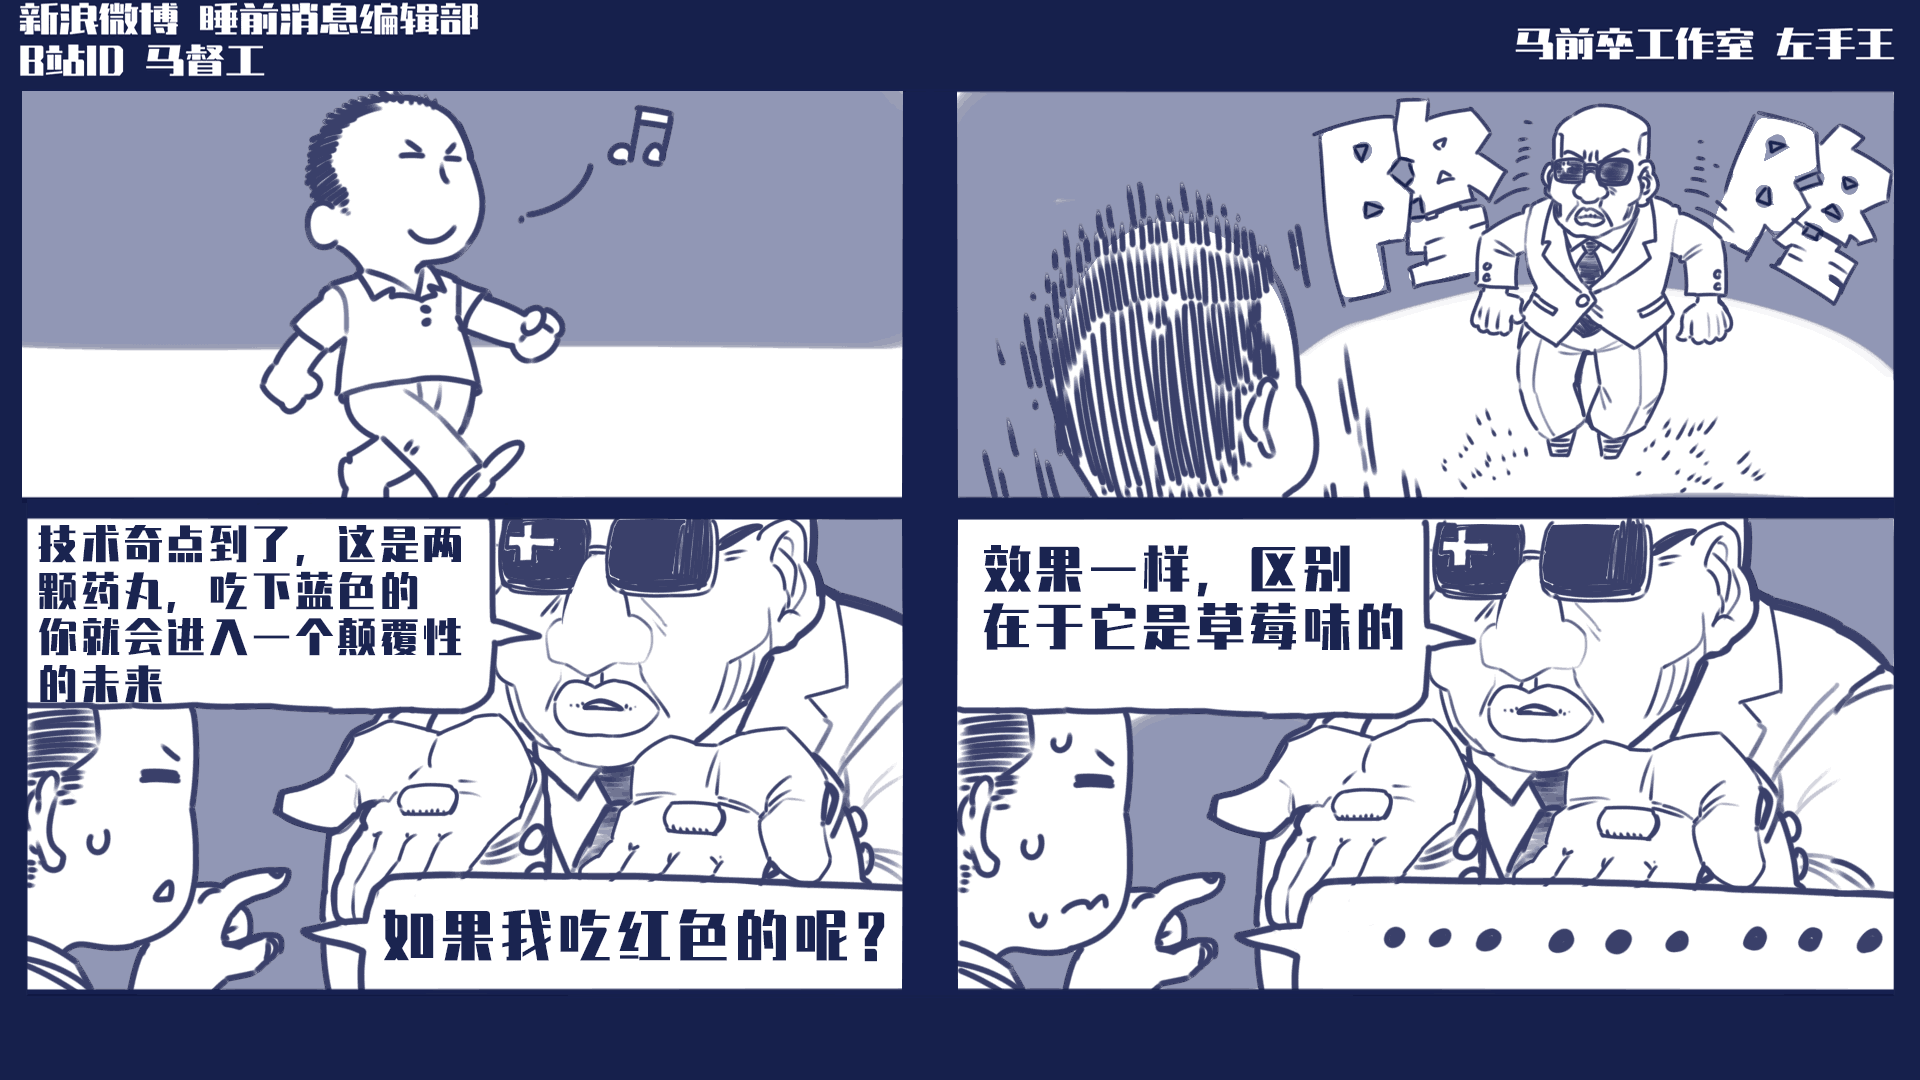 新浪微博 睡前消息编辑部
B站ID 马督工
马前卒工作室 左手王
隆
隆
技术奇点到了，这是两
颗药丸，吃下蓝色的
你就会进入一个颠覆性
的未来
如果我吃红色的呢？
效果一样，区别
在于它是草莓味的
● ● ● ● ● ● ● ● ●